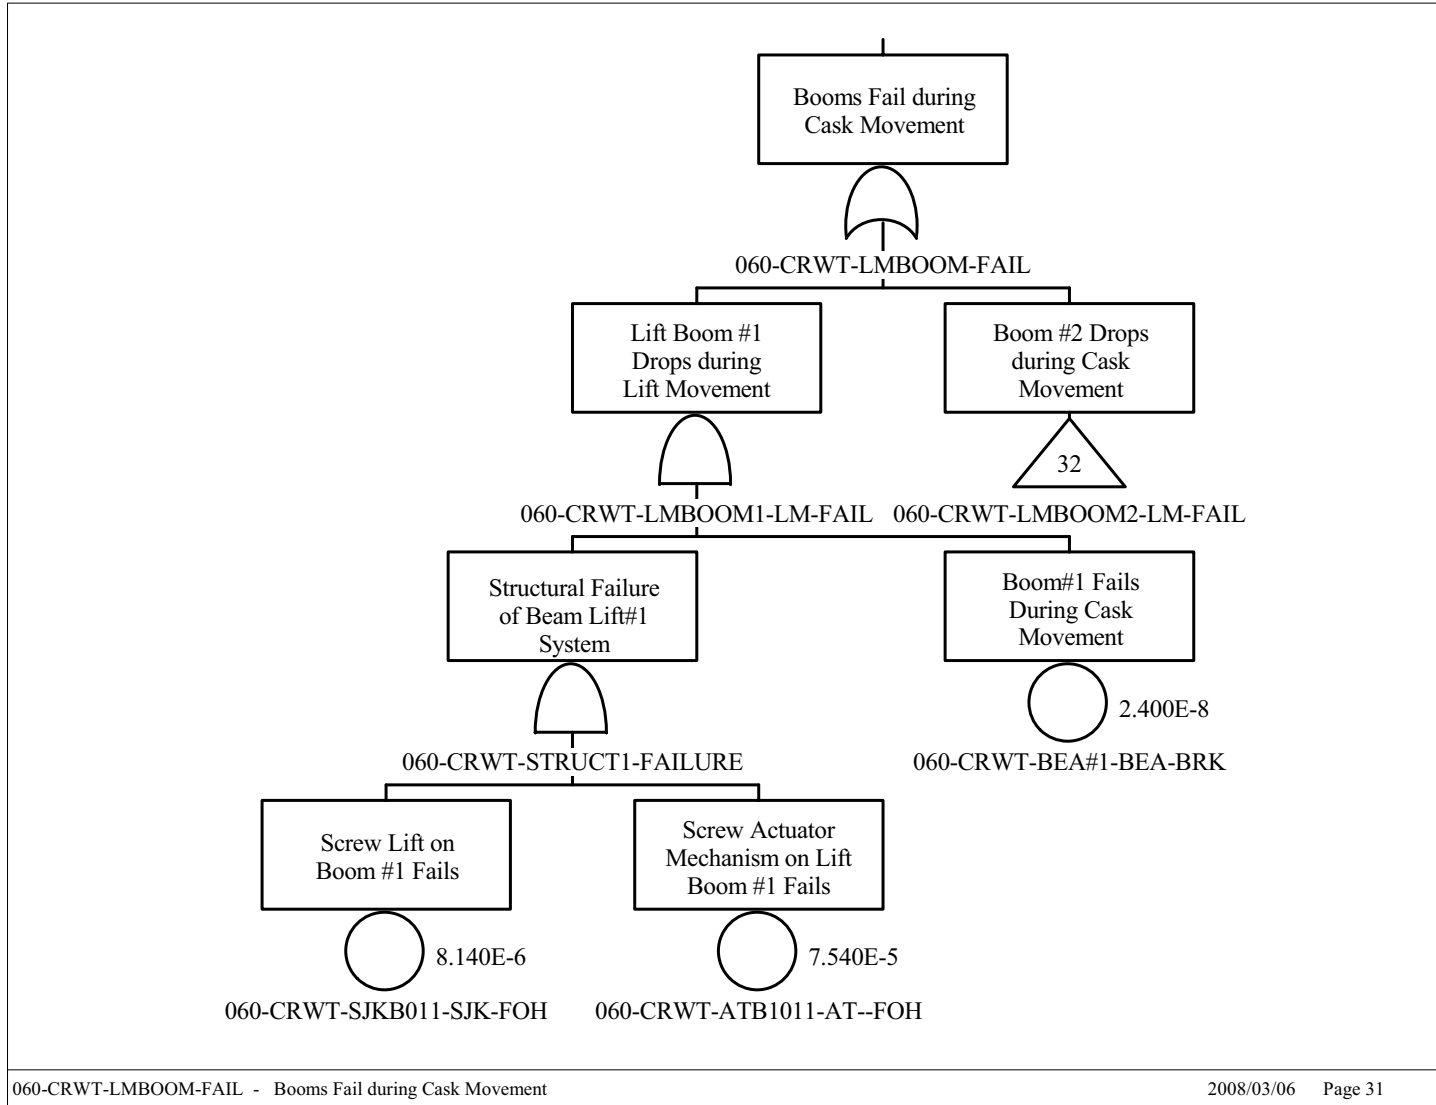 Booms Fail during
Cask Movement
060-CRWT-LMBOOM-FAIL
Lift Boom #1
Drops during
Lift Movement
Boom #2 Drops
during Cask
Movement
32
060-CRWT-LMBOOM1-LM-FAIL
060-CRWT-LMBOOM2-LM-FAIL
Structural Failure
of Beam Lift#1
System
Boom#1 Fails
During Cask
Movement
2.400E-8
060-CRWT-STRUCT1-FAILURE
060-CRWT-BEA#1-BEA-BRK
Screw Lift on
Boom #1 Fails
Screw Actuator
Mechanism on Lift
Boom #1 Fails
8.140E-6
7.540E-5
060-CRWT-SJKB011-SJK-FOH
060-CRWT-ATB1011-AT--FOH
060-CRWT-LMBOOM-FAIL - Booms Fail during Cask Movement
2008/03/06 Page 31